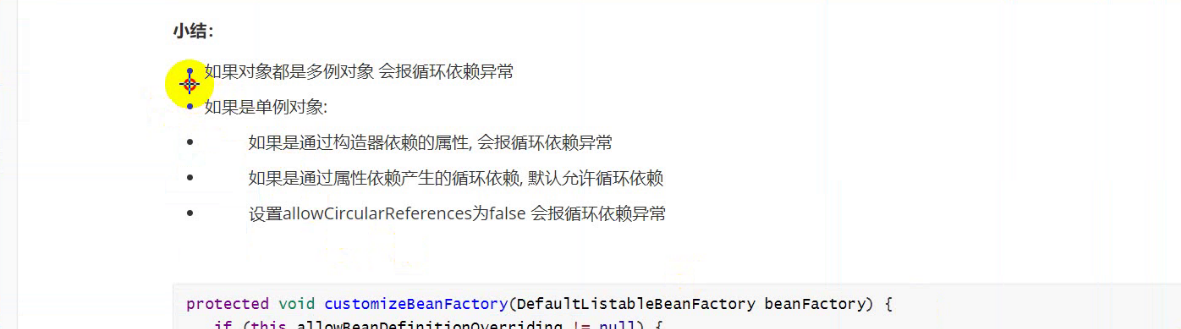 小结：
如果对象都是多例对象 会报循环依赖异常
如果是单例对象:
如果是通过构造器依赖的属性, 会报循环依赖异常
如果是通过属性依赖产生的循环依赖, 默认允许循环依赖
设置allowCircularReferences为false 会报循环依赖异常
protected void customizeBeanFactory(DefaultListableBeanFactory beanFactory) {
if (this.allowBeanDefinitionOverriding != null) {